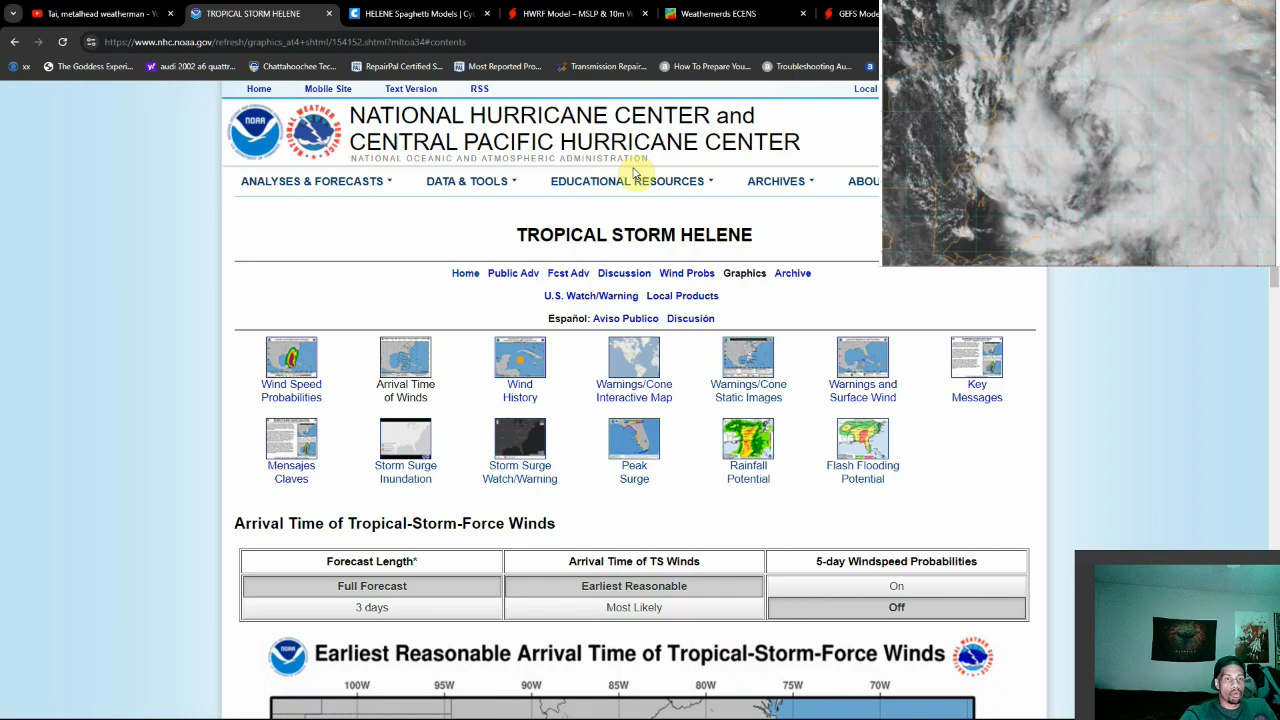 Tai, metalhead weatherman - Yo
TROPICAL STORM HELENE
HELENE Spaghetti Models | Cyc
HWRF Model – MSLP & 10m W
Weathernerds ECENS
GEFS Mode
https://www.nhc.noaa.gov/refresh/graphics_at4+shtml/154152.shtml?mltoa34#contents
xx
The Goddess Experi...
audi 2002 a6 quattr...
Chattahoochee Tec...
RepairPal Certified S...
Most Reported Pro...
Transmission Repair...
How To Prepare You...
Troubleshooting Au...
Home
Mobile Site
Text Version
RSS
Local
NATIONAL HURRICANE CENTER and
CENTRAL PACIFIC HURRICANE CENTER
NATIONAL OCEANIC AND ATMOSPHERIC ADMINISTRATION
NOAA
ANALYSES & FORECASTS
DATA & TOOLS
EDUCATIONAL RESOURCES
ARCHIVES
ABOU
TROPICAL STORM HELENE
Home Public Adv Fcst Adv Discussion Wind Probs Graphics Archive
U.S. Watch/Warning Local Products
Español: Aviso Publico Discusión
Wind Speed
Probabilities
Arrival Time
of Winds
Wind
History
Warnings/Cone
Interactive Map
Warnings/Cone
Static Images
Warnings and
Surface Wind
Key
Messages
Mensajes
Claves
Storm Surge
Inundation
Storm Surge
Watch/Warning
Peak
Surge
Rainfall
Potential
Flash Flooding
Potential
Arrival Time of Tropical-Storm-Force Winds
Forecast Length* Arrival Time of TS Winds 5-day Windspeed Probabilities
Full Forecast Earliest Reasonable On
3 days Most Likely Off
Earliest Reasonable Arrival Time of Tropical-Storm-Force Winds
100W 95W 90W 85W 80W 75W 70W